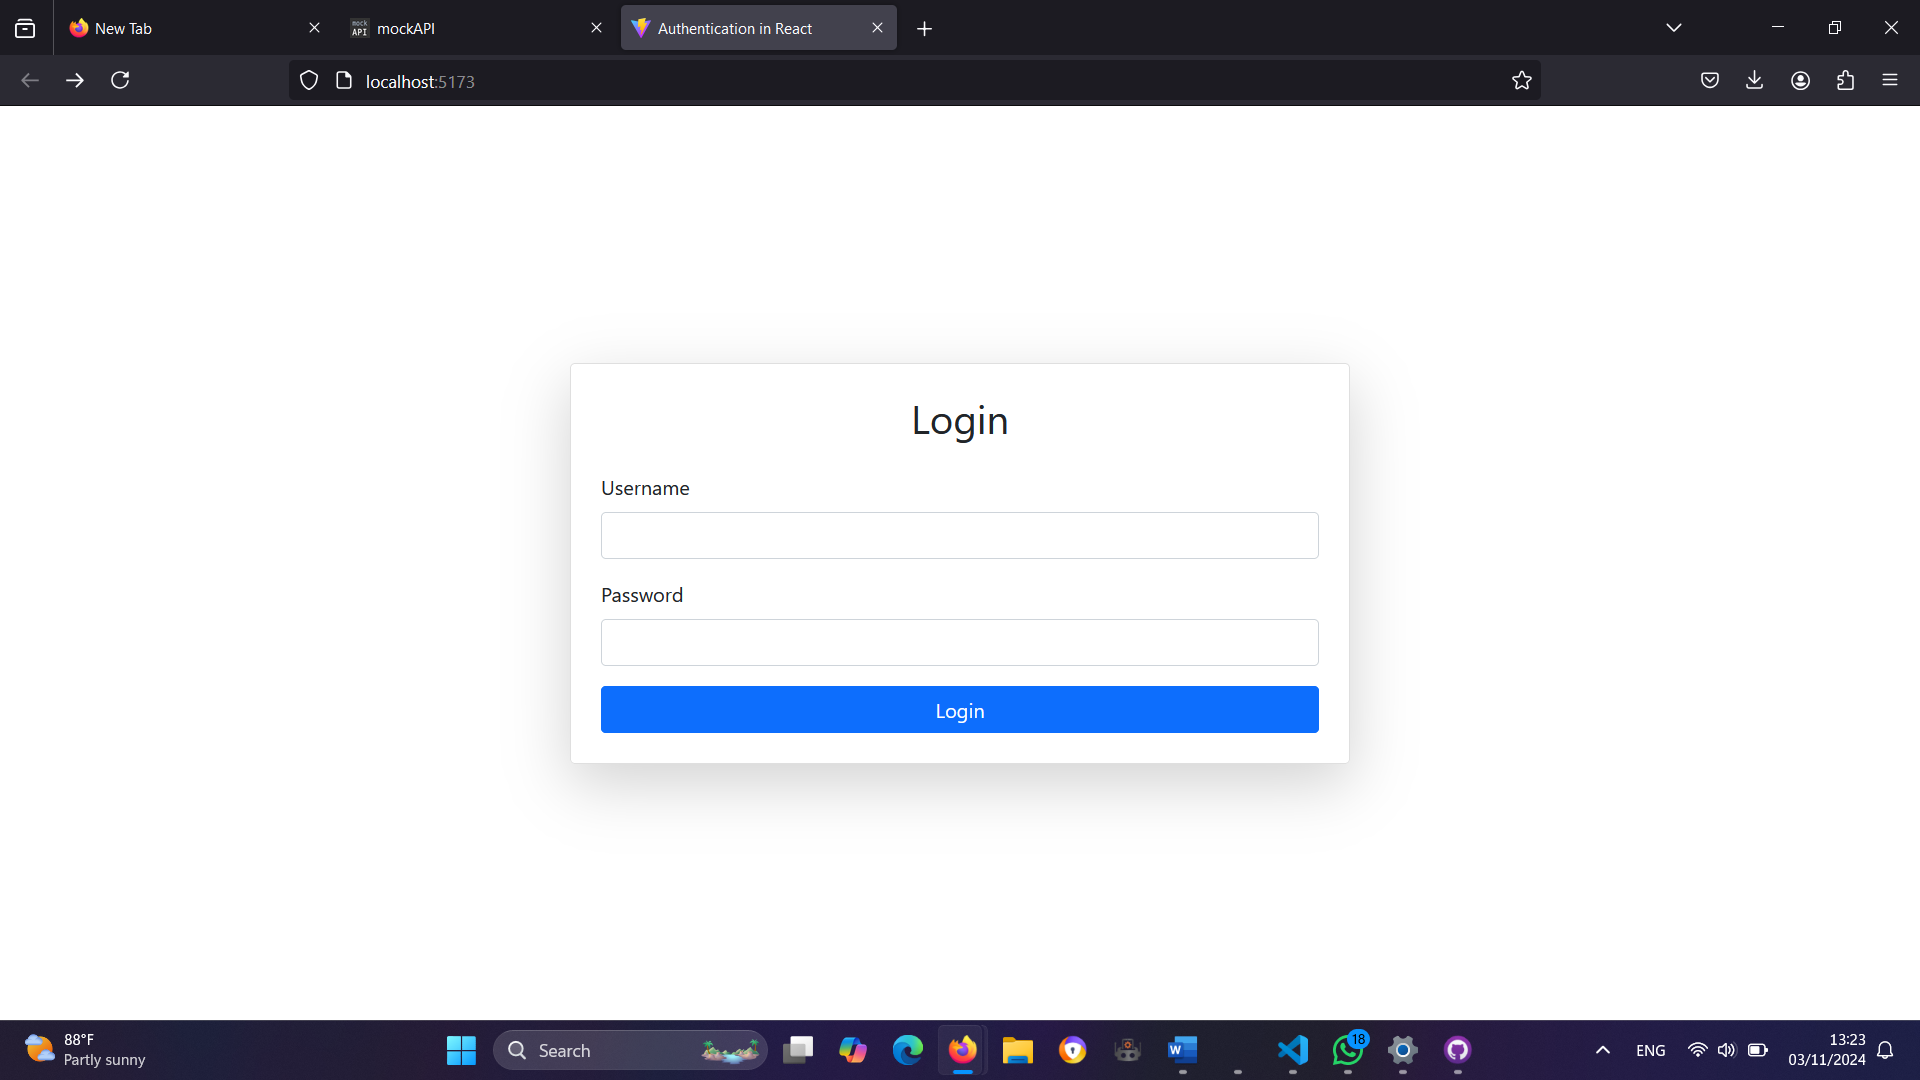 New Tab
mockAPI
Authentication in React
localhost:5173
Login
Username
Password
Login
88°F
Partly sunny
Search
18
ENG
13:23
03/11/2024